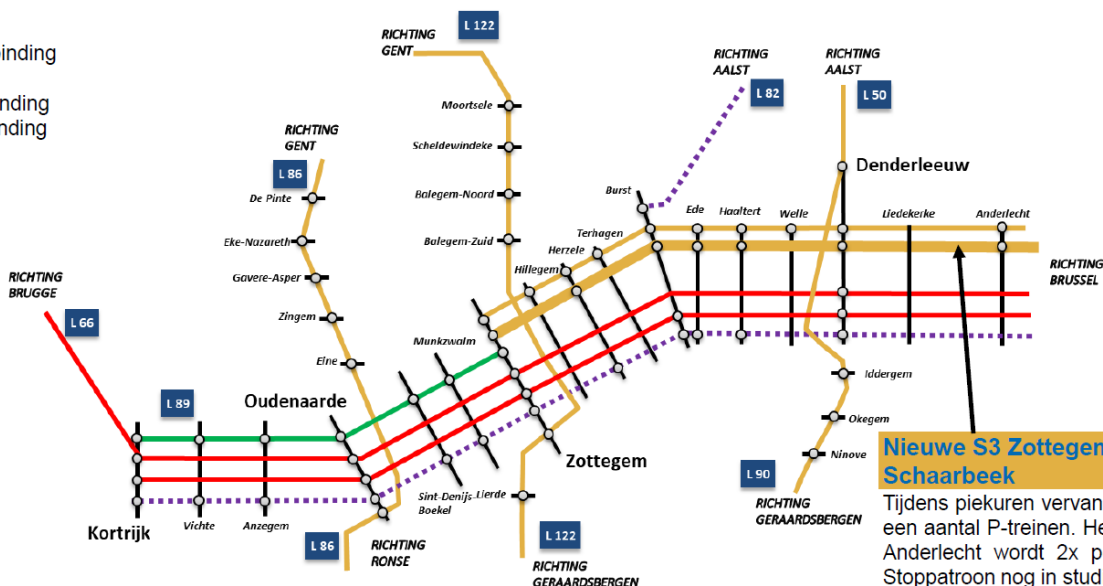 inding
nding
nding
RICHTING
GENT
L 122
RICHTING
AALST
L 82
RICHTING
AALST
L 50
Moortsele
Scheldewindeke
Balegem-Noord
Balegem-Zuid
RICHTING
GENT
L 86
De Pinte
Eke-Nazareth
Gavere-Asper
Zingem
Eine
Denderleeuw
Burst
Ede
Haaltert
Welle
Liedekerke
Anderlecht
Terhagen
Herzele
Hillegem
RICHTING
BRUSSEL
RICHTING
BRUGGE
L 66
Munkzwalm
L 89
Oudenaarde
Iddergem
Okegem
Ninove
Zottegem
Kortrijk
Vichte
Anzegem
Sint-Denijs-
Boekel
Lierde
L 90
RICHTING
GERAARDSBERGEN
L 86
RICHTING
RONSE
L 122
RICHTING
GERAARDSBERGEN
Nieuwe S3 Zottegem
Schaarbeek
Tijdens piekuren vervan
een aantal P-treinen. He
Anderlecht wordt 2x p
Stoppatroon nog in stud